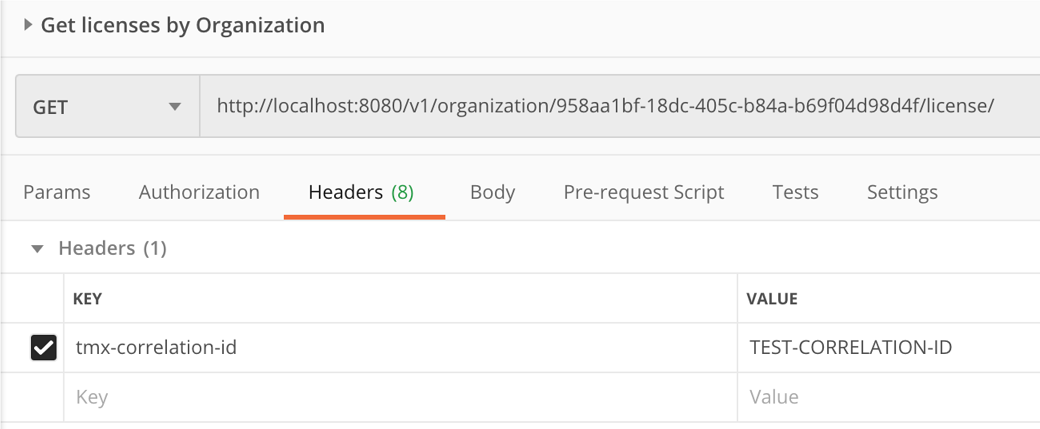 Get licenses by Organization
GET http://localhost:8080/v1/organization/958aa1bf-18dc-405c-b84a-b69f04d98d4f/license/
Params Authorization Headers (8) Body Pre-request Script Tests Settings
Headers (1)
KEY VALUE
tmx-correlation-id TEST-CORRELATION-ID
Key Value